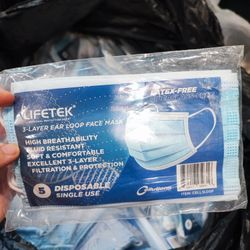 LATEX-FREE
LIFETEK
3-LAYER EAR LOOP FACE MASK
HIGH BREATHABILITY
FLUID RESISTANT
SOFT & COMFORTABLE
EXCELLENT 3-LAYER
FILTRATION & PROTECTION
5 DISPOSABLE
SINGLE USE